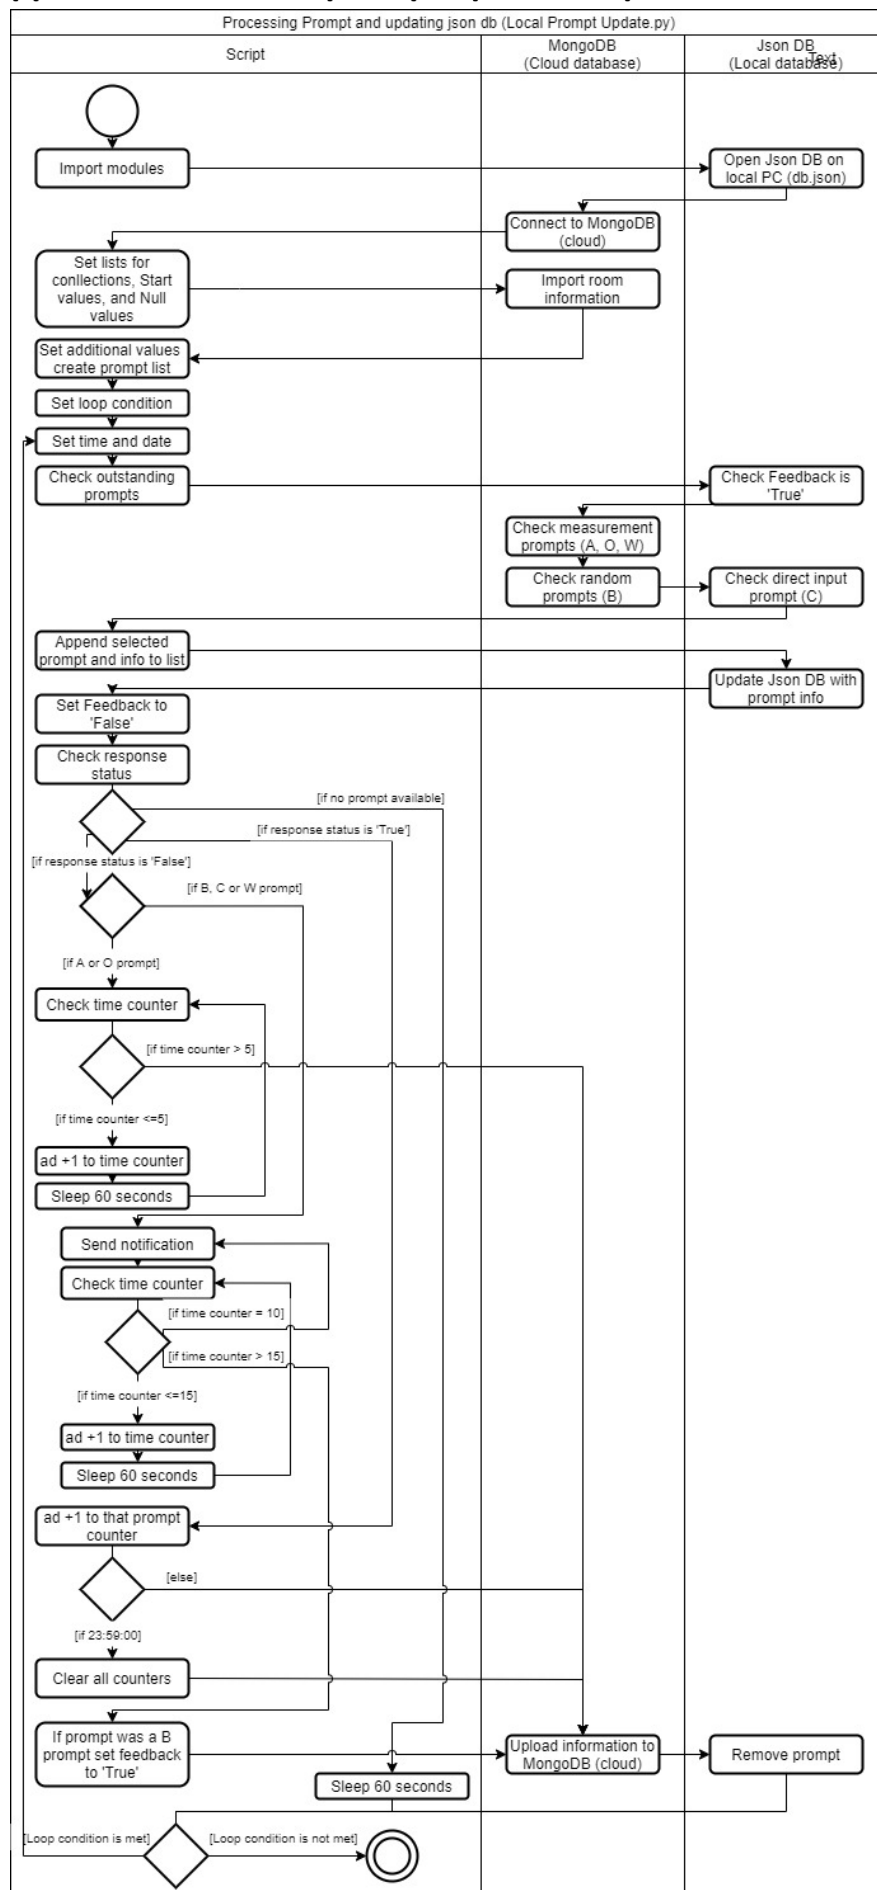 Processing Prompt and updating json db (Local Prompt Update.py)
Script
MongoDB
(Cloud database)
Json DB
(Local database)
Text
Import modules
Open Json DB on
local PC (db.json)
Connect to MongoDB
(cloud)
Set lists for
conllections, Start
values, and Null
values
Import room
information
Set additional values
create prompt list
Set loop condition
Set time and date
Check outstanding
prompts
Check Feedback is
'True'
Check measurement
prompts (A, O, W)
Check random
prompts (B)
Check direct input
prompt (C)
Append selected
prompt and info to list
Update Json DB with
prompt info
Set Feedback to
'False'
Check response
status
[if no prompt available]
[if response status is 'True']
[if response status is 'False']
[if B, C or W prompt]
[if A or O prompt]
Check time counter
[if time counter > 5]
[if time counter <=5]
ad +1 to time counter
Sleep 60 seconds
Send notification
Check time counter
[if time counter = 10]
[if time counter > 15]
[if time counter <=15]
ad +1 to time counter
Sleep 60 seconds
ad +1 to that prompt
counter
[else]
[if 23:59:00]
Clear all counters
If prompt was a B
prompt set feedback
to 'True'
Upload information to
MongoDB (cloud)
Remove prompt
Sleep 60 seconds
[Loop condition is met]
[Loop condition is not met]